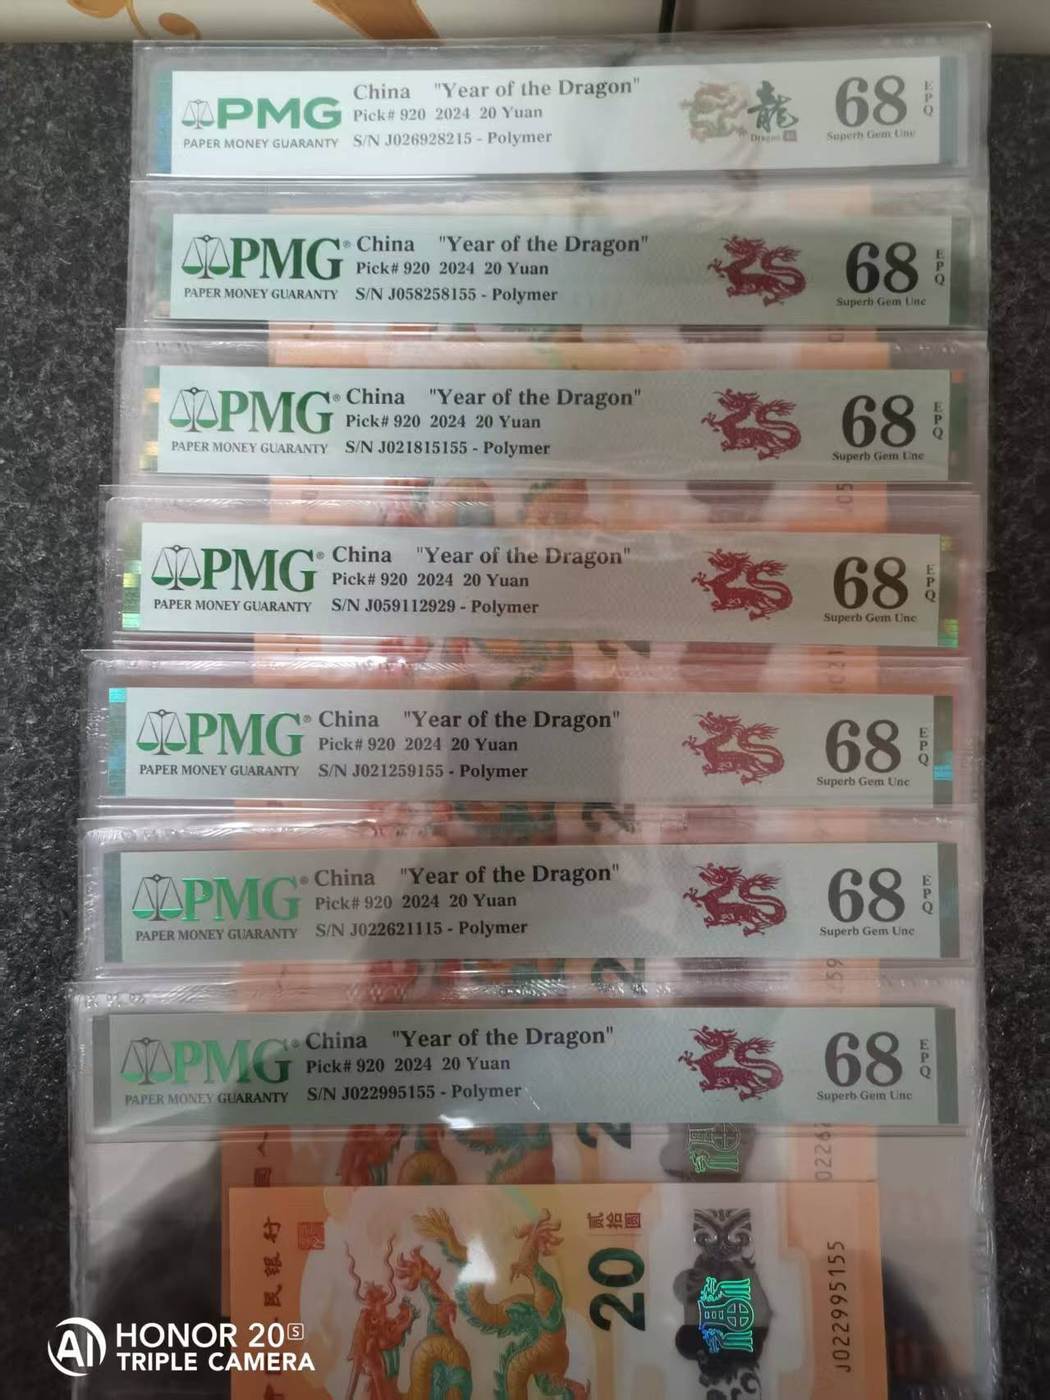 PMG
PAPER MONEY GUARANTY
China "Year of the Dragon"
Pick# 920 2024 20 Yuan
S/N J026928215 - Polymer
龍
Dragon
68
EPQ
Superb Gem Unc
PMG®
PAPER MONEY GUARANTY
China "Year of the Dragon"
Pick# 920 2024 20 Yuan
S/N J058258155 - Polymer
68
EPQ
Superb Gem Unc
PMG®
PAPER MONEY GUARANTY
China "Year of the Dragon"
Pick# 920 2024 20 Yuan
S/N J021815155 - Polymer
68
EPQ
Superb Gem Unc
PMG®
PAPER MONEY GUARANTY
China "Year of the Dragon"
Pick# 920 2024 20 Yuan
S/N J059112929 - Polymer
68
EPQ
Superb Gem Unc
PMG®
PAPER MONEY GUARANTY
China "Year of the Dragon"
Pick# 920 2024 20 Yuan
S/N J021259155 - Polymer
68
EPQ
Superb Gem Unc
PMG®
PAPER MONEY GUARANTY
China "Year of the Dragon"
Pick# 920 2024 20 Yuan
S/N J022621115 - Polymer
68
EPQ
Superb Gem Unc
PMG®
PAPER MONEY GUARANTY
China "Year of the Dragon"
Pick# 920 2024 20 Yuan
S/N J022995155 - Polymer
68
EPQ
Superb Gem Unc
民银行
贰拾圆
20
J022995155
AI HONOR 20S
TRIPLE CAMERA